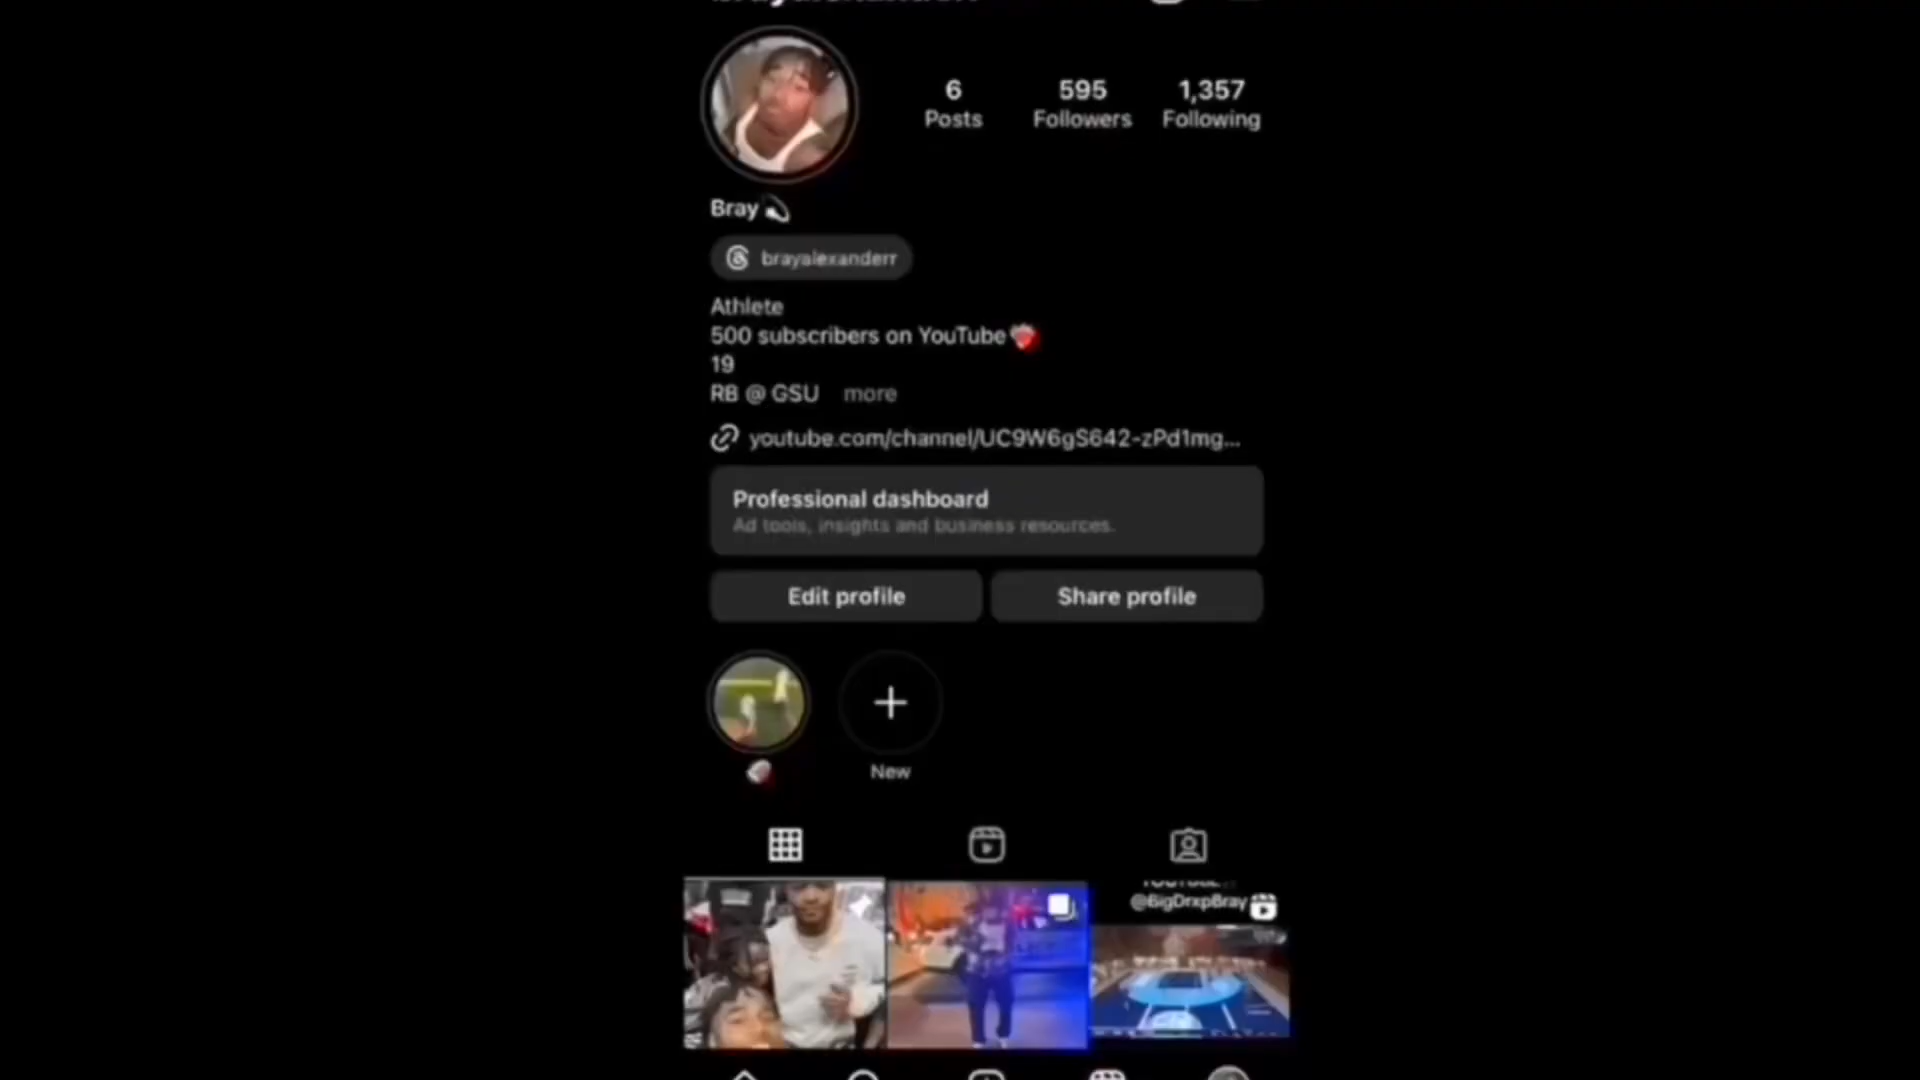 6 595 1,357
Posts Followers Following
Bray
brayalexanderr
Athlete
500 subscribers on YouTube
19
RB @ GSU more
youtube.com/channel/UC9W6gS642-zPd1mg...
Professional dashboard
Ad tools, insights and business resources.
Edit profile Share profile
New
@BigDrxpBray